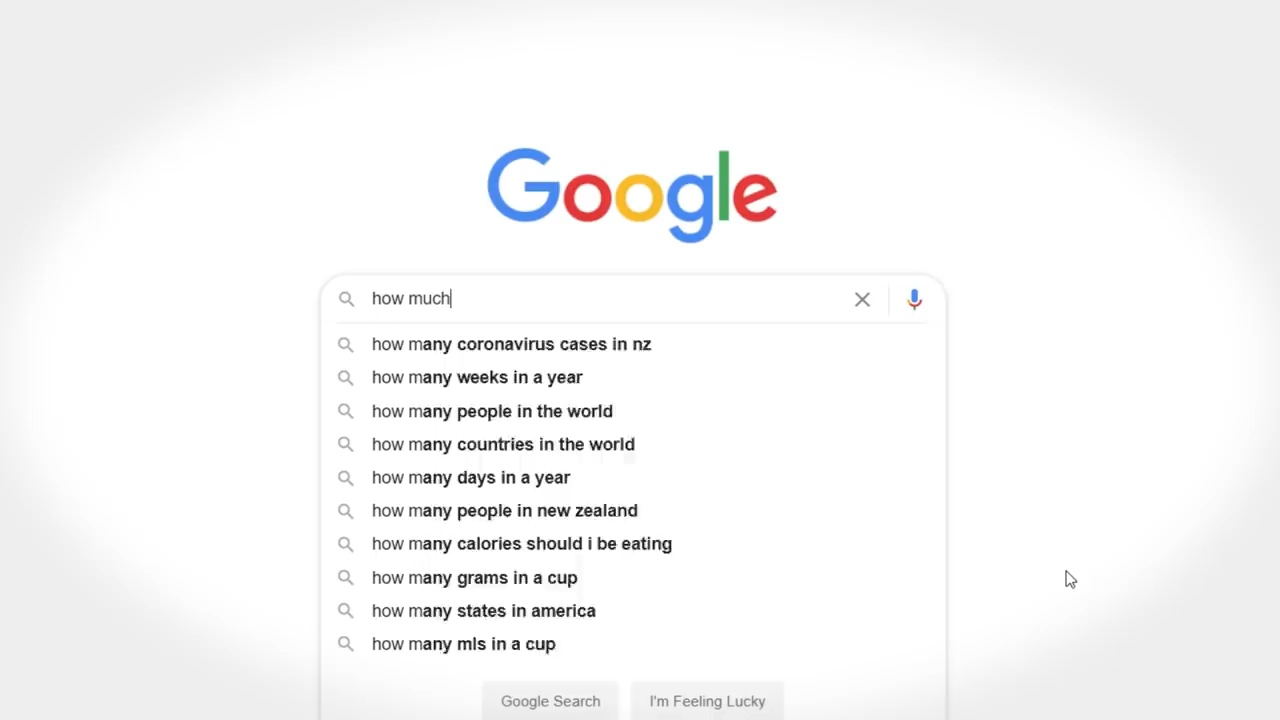 Google
how much
how many coronavirus cases in nz
how many weeks in a year
how many people in the world
how many countries in the world
how many days in a year
how many people in new zealand
how many calories should i be eating
how many grams in a cup
how many states in america
how many mls in a cup
Google Search
I'm Feeling Lucky